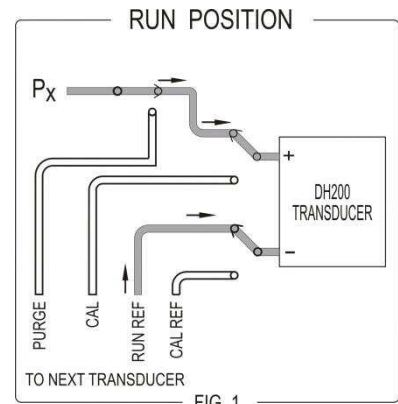 RUN POSITION
Px
+
DH200
TRANSDUCER
−
PURGE
CAL
RUN REF
CAL REF
TO NEXT TRANSDUCER
FIG. 1